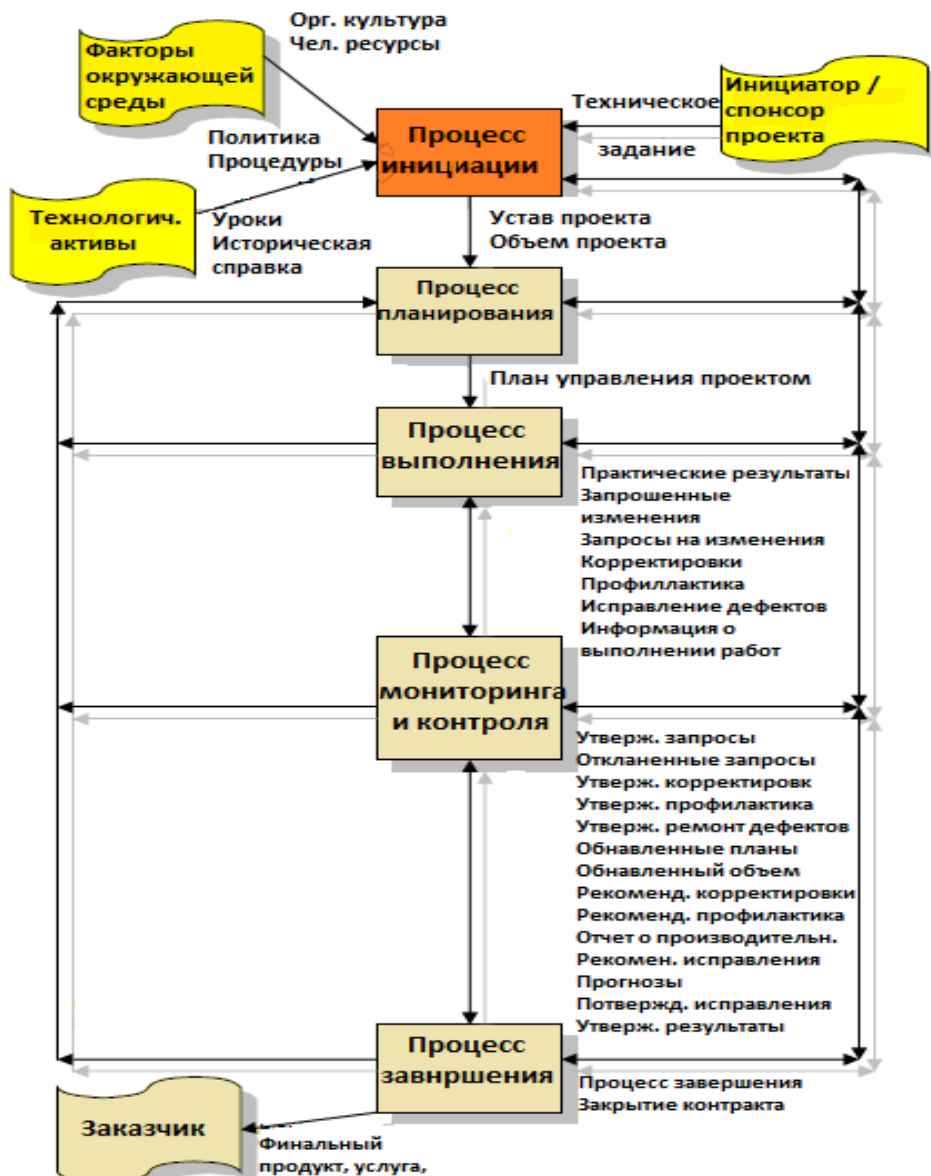 Орг. культура
Чел. ресурсы
Факторы
окружающей
среды
Инициатор /
спонсор
проекта
Техническое
задание
Процесс
инициации
Политика
Процедуры
Технологич.
активы
Уроки
Историческая
справка
Устав проекта
Объем проекта
Процесс
планирования
План управления проектом
Процесс
выполнения
Практические результаты
Запрошенные
изменения
Запросы на изменения
Корректировки
Профиллактика
Исправление дефектов
Информация о
выполнении работ
Процесс
мониторинга
и контроля
Утверж. запросы
Откланенные запросы
Утверж. корректировк
Утверж. профилактика
Утверж. ремонт дефектов
Обнавленные планы
Обнавленный объем
Рекоменд. корректировки
Рекоменд. профилактика
Отчет о производительн.
Рекомен. исправления
Прогнозы
Потвержд. исправления
Утверж. результаты
Процесс
завнршения
Процесс завершения
Закрытие контракта
Заказчик
Финальный
продукт, услуга,